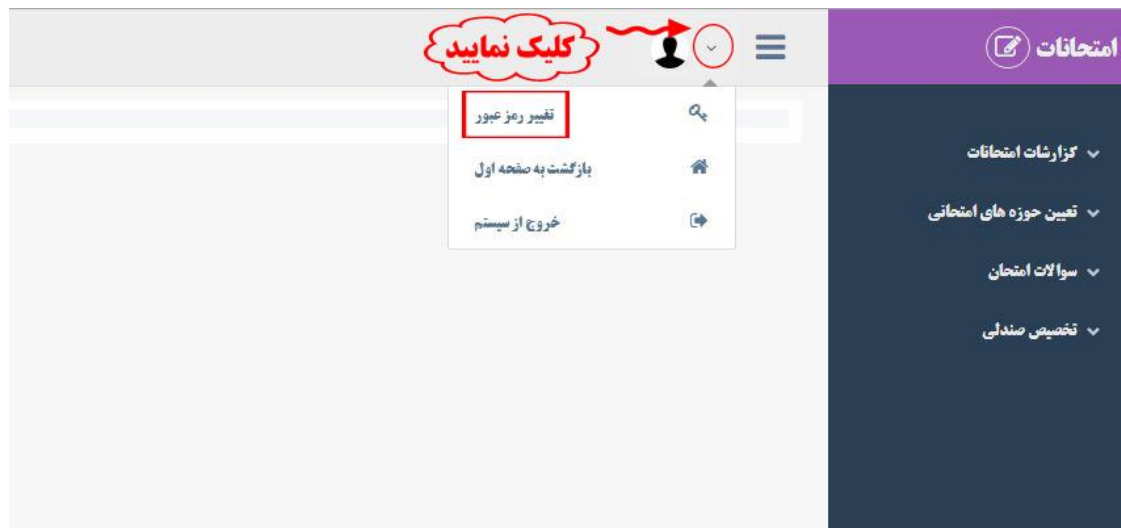 امتحانات
کلیک نمایید
تغییر رمز عبور
بازگشت به صفحه اول
خروج از سیستم
گزارشات امتحانات
تعیین حوزه های امتحانی
سوالات امتحان
تخصیص صندلی